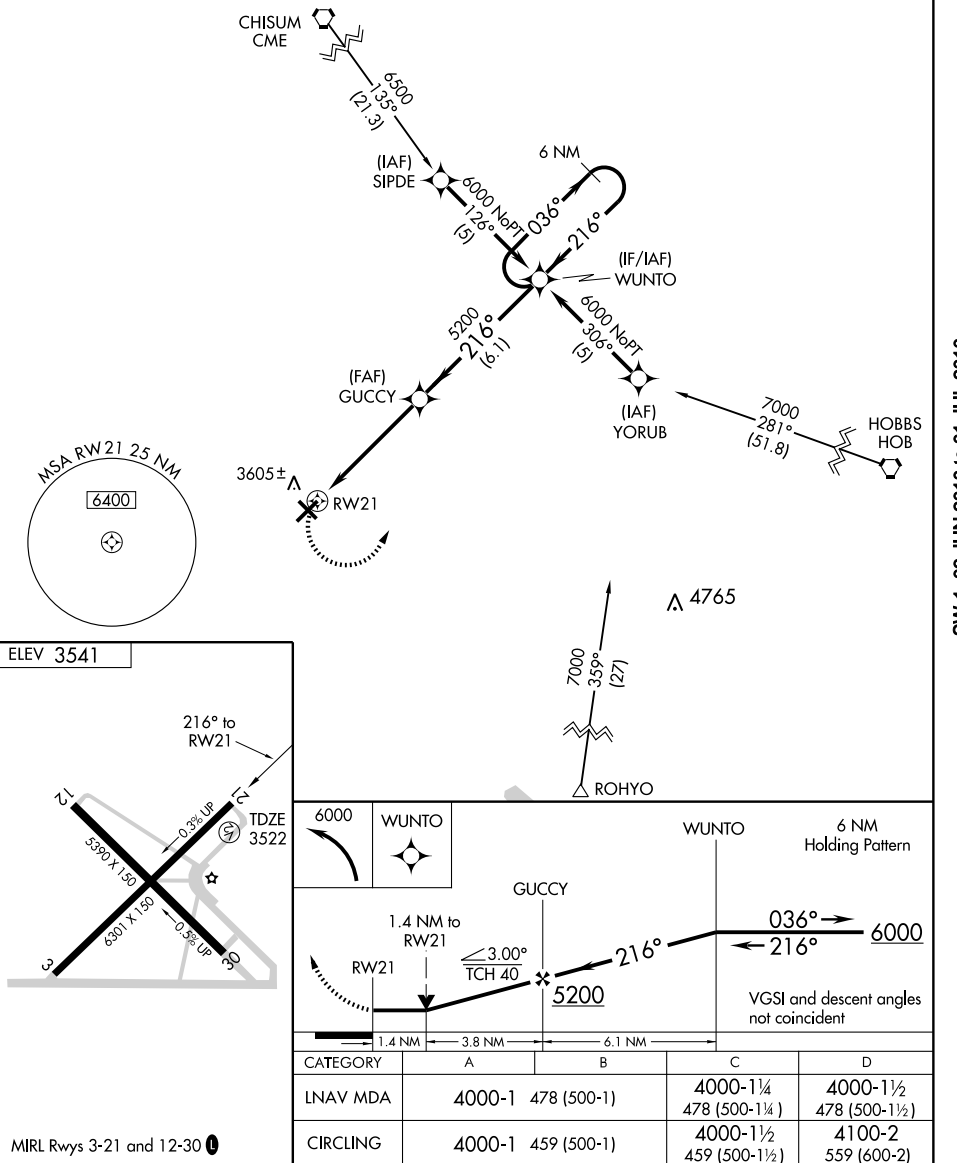 CHISUM
CME
6500
135°
(21.3)
(IAF)
SIPDE
6000 NoPT
126°
(5)
6 NM
036°
216°
(IF/IAF)
WUNTO
5200
216°
(6.1)
6000 NoPT
306°
(5)
(FAF)
GUCCY
(IAF)
YORUB
7000
281°
(51.8)
HOBBS
HOB
MSA RW21 25 NM
6400
3605±
RW21
4765
7000
359°
(27)
ROHYO
ELEV 3541
216° to
RW21
12
21
0.3% UP
TDZE
3522
5390 X 150
6301 X 150
0.5% UP
3
30
MIRL Rwys 3-21 and 12-30 L
6000
WUNTO
WUNTO
6 NM
Holding Pattern
GUCCY
1.4 NM to
RW21
RW21
3.00°
TCH 40
216°
036°
216°
6000
5200
VGSI and descent angles
not coincident
1.4 NM 3.8 NM 6.1 NM
CATEGORY A B C D
LNAV MDA 4000-1 478 (500-1) 4000-1¼ 4000-1½
478 (500-1¼) 478 (500-1½)
CIRCLING 4000-1 459 (500-1) 4000-1½ 4100-2
459 (500-1½) 559 (600-2)